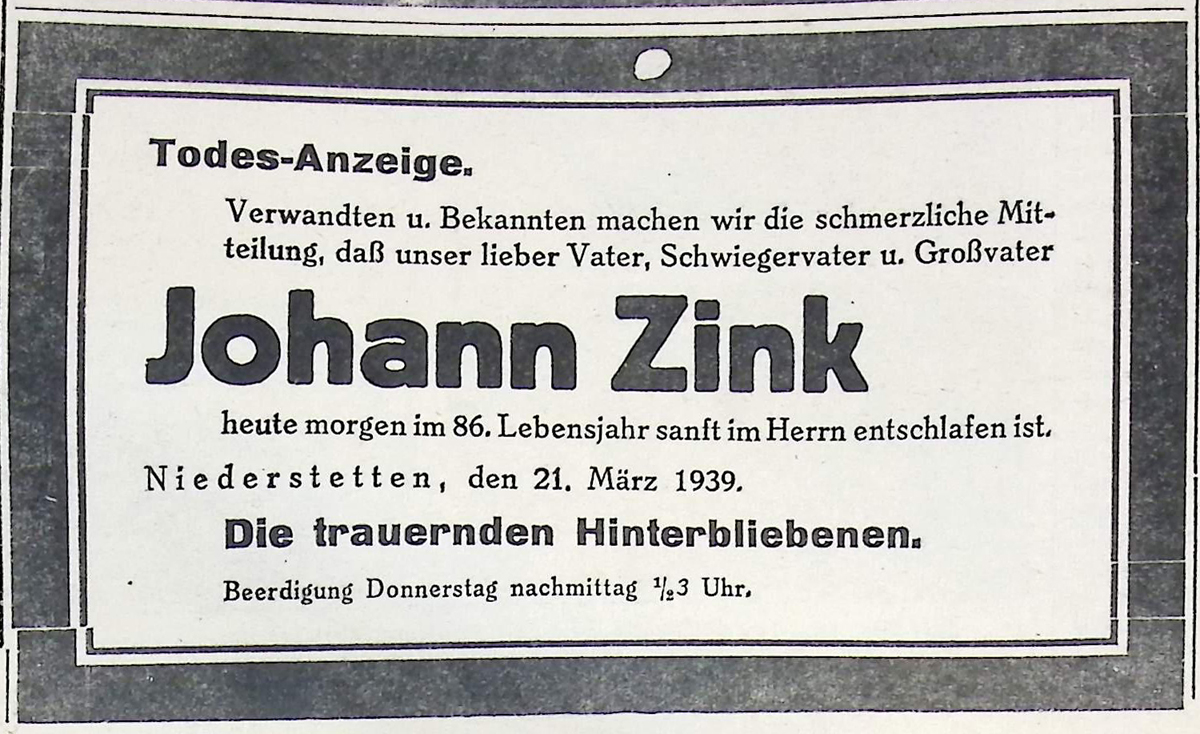 Todes-Anzeige.
Verwandten u. Bekannten machen wir die schmerzliche Mit-
teilung, daß unser lieber Vater, Schwiegervater u. Großvater
Johann Zink
heute morgen im 86. Lebensjahr sanft im Herrn entschlafen ist.
Niederstetten, den 21. März 1939.
Die trauernden Hinterbliebenen.
Beerdigung Donnerstag nachmittag ½3 Uhr.